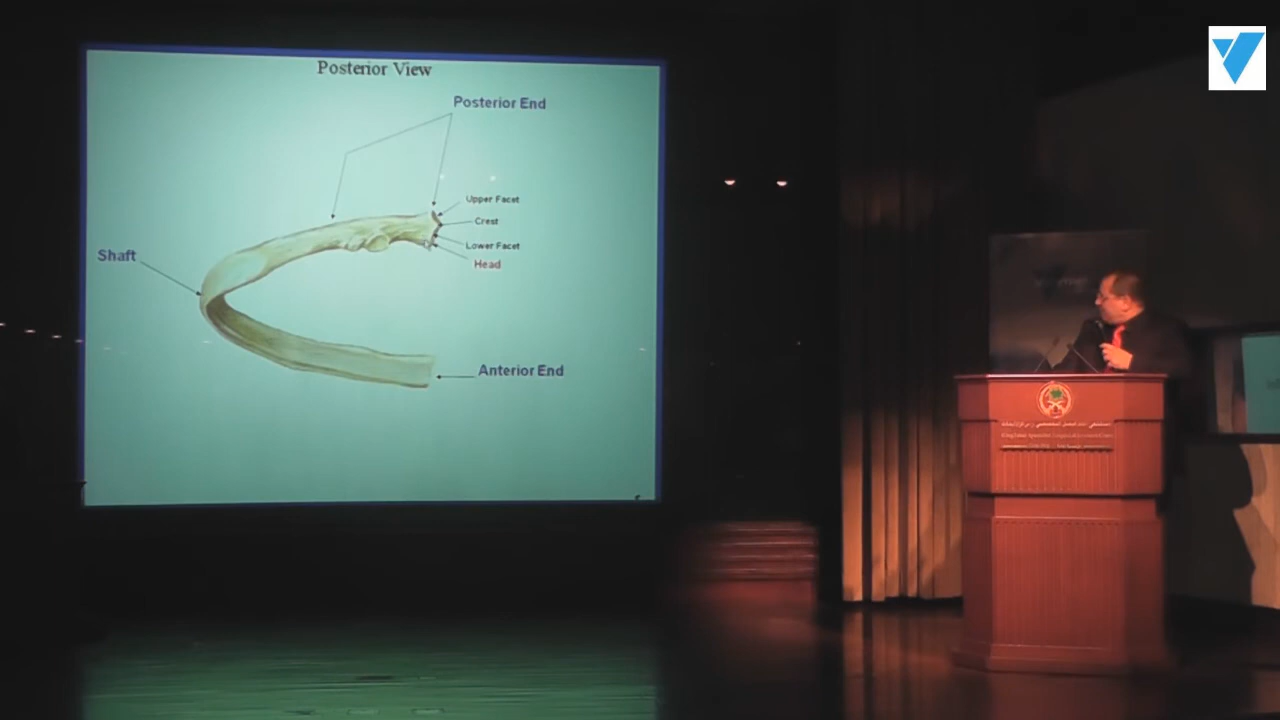 Posterior View
Posterior End
Upper Facet
Crest
Shaft
Lower Facet
Head
Anterior End